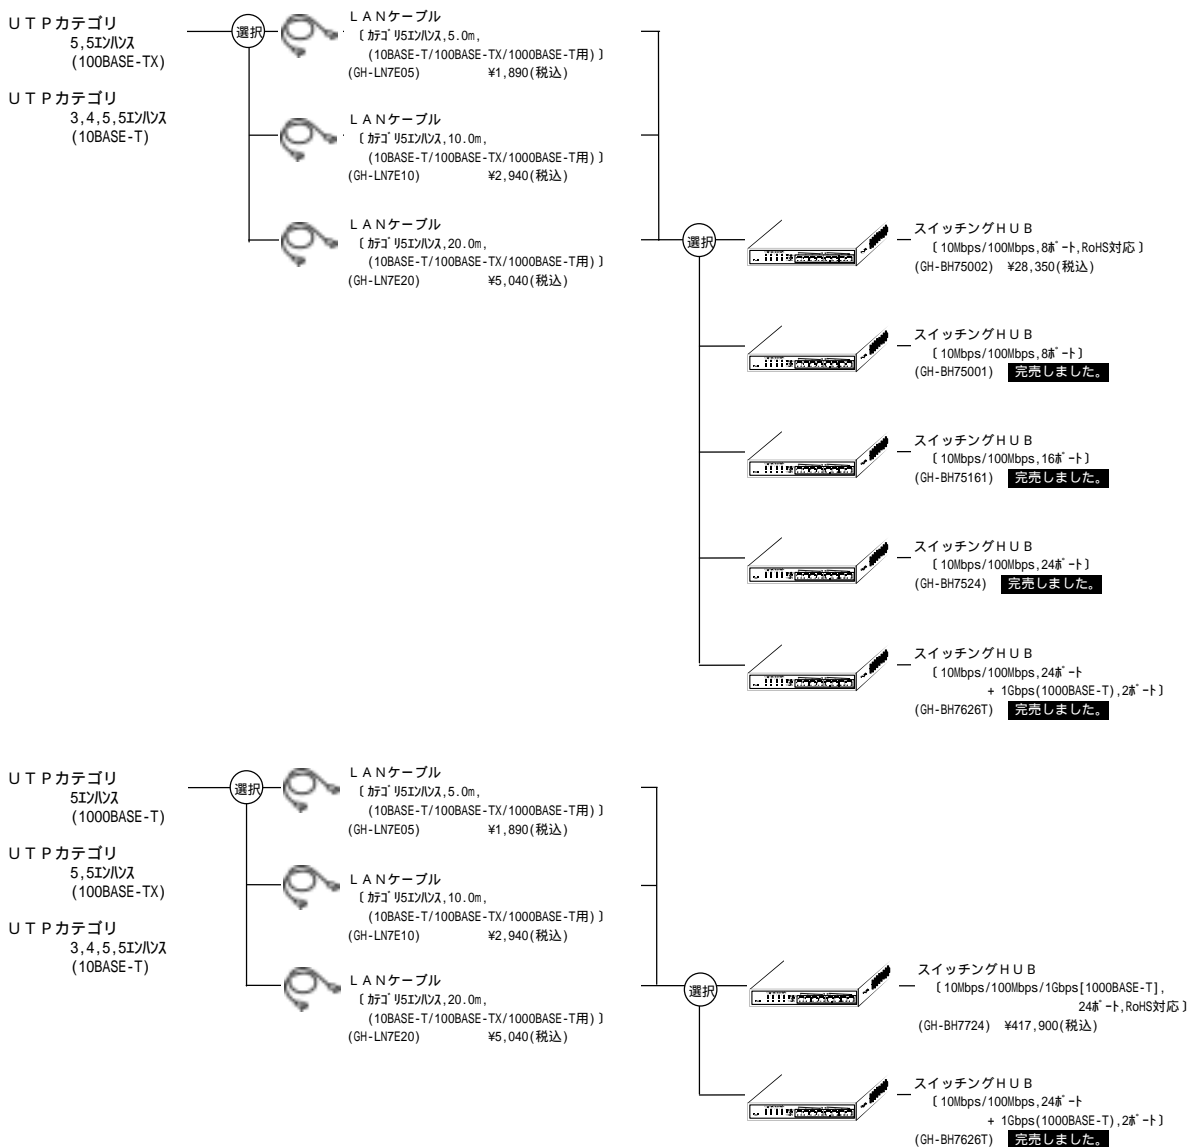 ＵＴＰカテゴリ
5,5ｴﾝﾊﾝｽ
(100BASE-TX)
ＵＴＰカテゴリ
3,4,5,5ｴﾝﾊﾝｽ
(10BASE-T)
選択
ＬＡＮケーブル
〔ｶﾃｺﾞﾘ5ｴﾝﾊﾝｽ,5.0m,
(10BASE-T/100BASE-TX/1000BASE-T用)〕
(GH-LN7E05) ¥1,890(税込)
ＬＡＮケーブル
〔ｶﾃｺﾞﾘ5ｴﾝﾊﾝｽ,10.0m,
(10BASE-T/100BASE-TX/1000BASE-T用)〕
(GH-LN7E10) ¥2,940(税込)
ＬＡＮケーブル
〔ｶﾃｺﾞﾘ5ｴﾝﾊﾝｽ,20.0m,
(10BASE-T/100BASE-TX/1000BASE-T用)〕
(GH-LN7E20) ¥5,040(税込)
選択
スイッチングＨＵＢ
〔10Mbps/100Mbps,8ﾎﾟｰﾄ,RoHS対応〕
(GH-BH75002) ¥28,350(税込)
スイッチングＨＵＢ
〔10Mbps/100Mbps,8ﾎﾟｰﾄ〕
(GH-BH75001) 完売しました。
スイッチングＨＵＢ
〔10Mbps/100Mbps,16ﾎﾟｰﾄ〕
(GH-BH75161) 完売しました。
スイッチングＨＵＢ
〔10Mbps/100Mbps,24ﾎﾟｰﾄ〕
(GH-BH7524) 完売しました。
スイッチングＨＵＢ
〔10Mbps/100Mbps,24ﾎﾟｰﾄ
+ 1Gbps(1000BASE-T),2ﾎﾟｰﾄ〕
(GH-BH7626T) 完売しました。
ＵＴＰカテゴリ
5ｴﾝﾊﾝｽ
(1000BASE-T)
ＵＴＰカテゴリ
5,5ｴﾝﾊﾝｽ
(100BASE-TX)
ＵＴＰカテゴリ
3,4,5,5ｴﾝﾊﾝｽ
(10BASE-T)
選択
ＬＡＮケーブル
〔ｶﾃｺﾞﾘ5ｴﾝﾊﾝｽ,5.0m,
(10BASE-T/100BASE-TX/1000BASE-T用)〕
(GH-LN7E05) ¥1,890(税込)
ＬＡＮケーブル
〔ｶﾃｺﾞﾘ5ｴﾝﾊﾝｽ,10.0m,
(10BASE-T/100BASE-TX/1000BASE-T用)〕
(GH-LN7E10) ¥2,940(税込)
ＬＡＮケーブル
〔ｶﾃｺﾞﾘ5ｴﾝﾊﾝｽ,20.0m,
(10BASE-T/100BASE-TX/1000BASE-T用)〕
(GH-LN7E20) ¥5,040(税込)
選択
スイッチングＨＵＢ
〔10Mbps/100Mbps/1Gbps[1000BASE-T],
24ﾎﾟｰﾄ,RoHS対応〕
(GH-BH7724) ¥417,900(税込)
スイッチングＨＵＢ
〔10Mbps/100Mbps,24ﾎﾟｰﾄ
+ 1Gbps(1000BASE-T),2ﾎﾟｰﾄ〕
(GH-BH7626T) 完売しました。